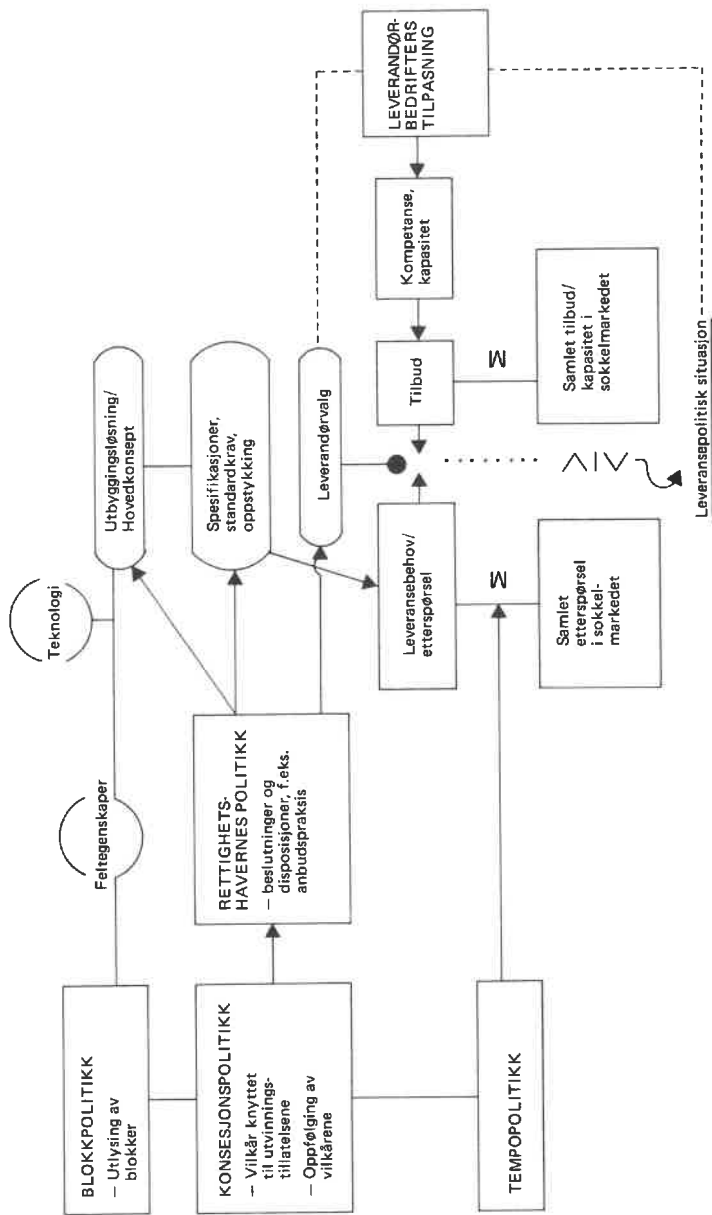 BLOKKPOLITIKK
– Utlysing av
blokker
KONSESJONSPOLITIKK
– Vilkår knyttet
til utvinnings-
tillatelsene
– Oppfølging av
vilkårene
TEMPOPOLITIKK
Feltegenskaper
Teknologi
RETTIGHETS-
HAVERNES POLITIKK
– beslutninger og
disposisjoner, f.eks.
anbudspraksis
Utbyggingsløsning/
Hovedkonsept
Spesifikasjoner,
standardkrav,
oppstykking
Leverandørvalg
Leveransebehov/
etterspørsel
Tilbud
Kompetanse,
kapasitet
LEVERANDØR-
BEDRIFTERS
TILPASNING
M
M
Samlet
etterspørsel
i sokkel-
markedet
Samlet tilbud/
kapasitet i
sokkelmarkedet
Leveransepolitisk situasjon